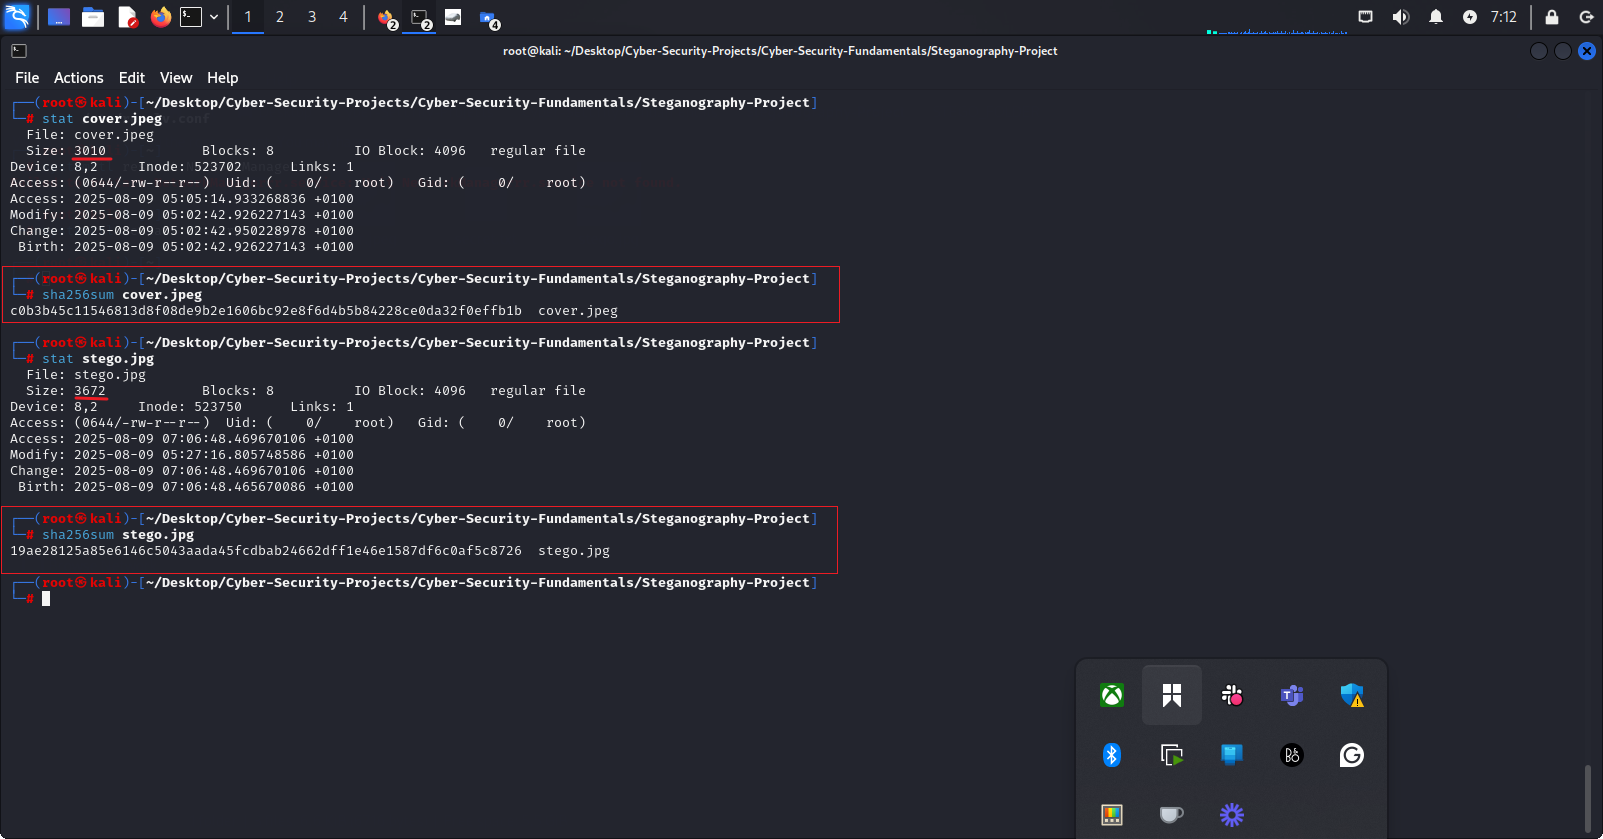 1 2 3 4 2 2 4 7:12
root@kali: ~/Desktop/Cyber-Security-Projects/Cyber-Security-Fundamentals/Steganography-Project
File Actions Edit View Help
┌──(root㉿kali)-[~/Desktop/Cyber-Security-Projects/Cyber-Security-Fundamentals/Steganography-Project]
└─# stat cover.jpeg
File: cover.jpeg
Size: 3010 Blocks: 8 IO Block: 4096 regular file
Device: 8,2 Inode: 523702 Links: 1
Access: (0644/-rw-r--r--) Uid: ( 0/ root) Gid: ( 0/ root)
Access: 2025-08-09 05:05:14.933268836 +0100
Modify: 2025-08-09 05:02:42.926227143 +0100
Change: 2025-08-09 05:02:42.950228978 +0100
Birth: 2025-08-09 05:02:42.926227143 +0100
┌──(root㉿kali)-[~/Desktop/Cyber-Security-Projects/Cyber-Security-Fundamentals/Steganography-Project]
└─# sha256sum cover.jpeg
c0b3b45c11546813d8f08de9b2e1606bc92e8f6d4b5b84228ce0da32f0effb1b cover.jpeg
┌──(root㉿kali)-[~/Desktop/Cyber-Security-Projects/Cyber-Security-Fundamentals/Steganography-Project]
└─# stat stego.jpg
File: stego.jpg
Size: 3672 Blocks: 8 IO Block: 4096 regular file
Device: 8,2 Inode: 523750 Links: 1
Access: (0644/-rw-r--r--) Uid: ( 0/ root) Gid: ( 0/ root)
Access: 2025-08-09 07:06:48.469670106 +0100
Modify: 2025-08-09 05:27:16.805748586 +0100
Change: 2025-08-09 07:06:48.469670106 +0100
Birth: 2025-08-09 07:06:48.465670086 +0100
┌──(root㉿kali)-[~/Desktop/Cyber-Security-Projects/Cyber-Security-Fundamentals/Steganography-Project]
└─# sha256sum stego.jpg
19ae28125a85e6146c5043aada45fcdbab24662dff1e46e1587df6c0af5c8726 stego.jpg
┌──(root㉿kali)-[~/Desktop/Cyber-Security-Projects/Cyber-Security-Fundamentals/Steganography-Project]
└─#